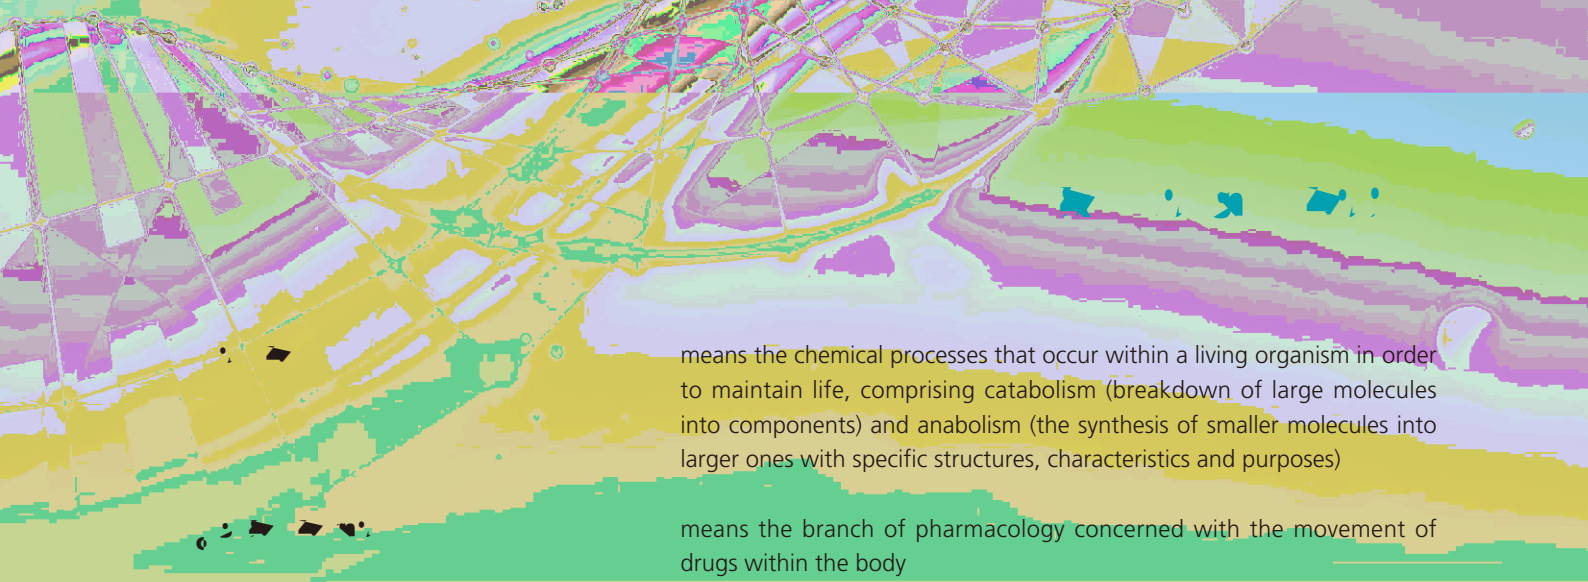 means the chemical processes that occur within a living organism in order
to maintain life, comprising catabolism (breakdown of large molecules
into components) and anabolism (the synthesis of smaller molecules into
larger ones with specific structures, characteristics and purposes)
means the branch of pharmacology concerned with the movement of
drugs within the body